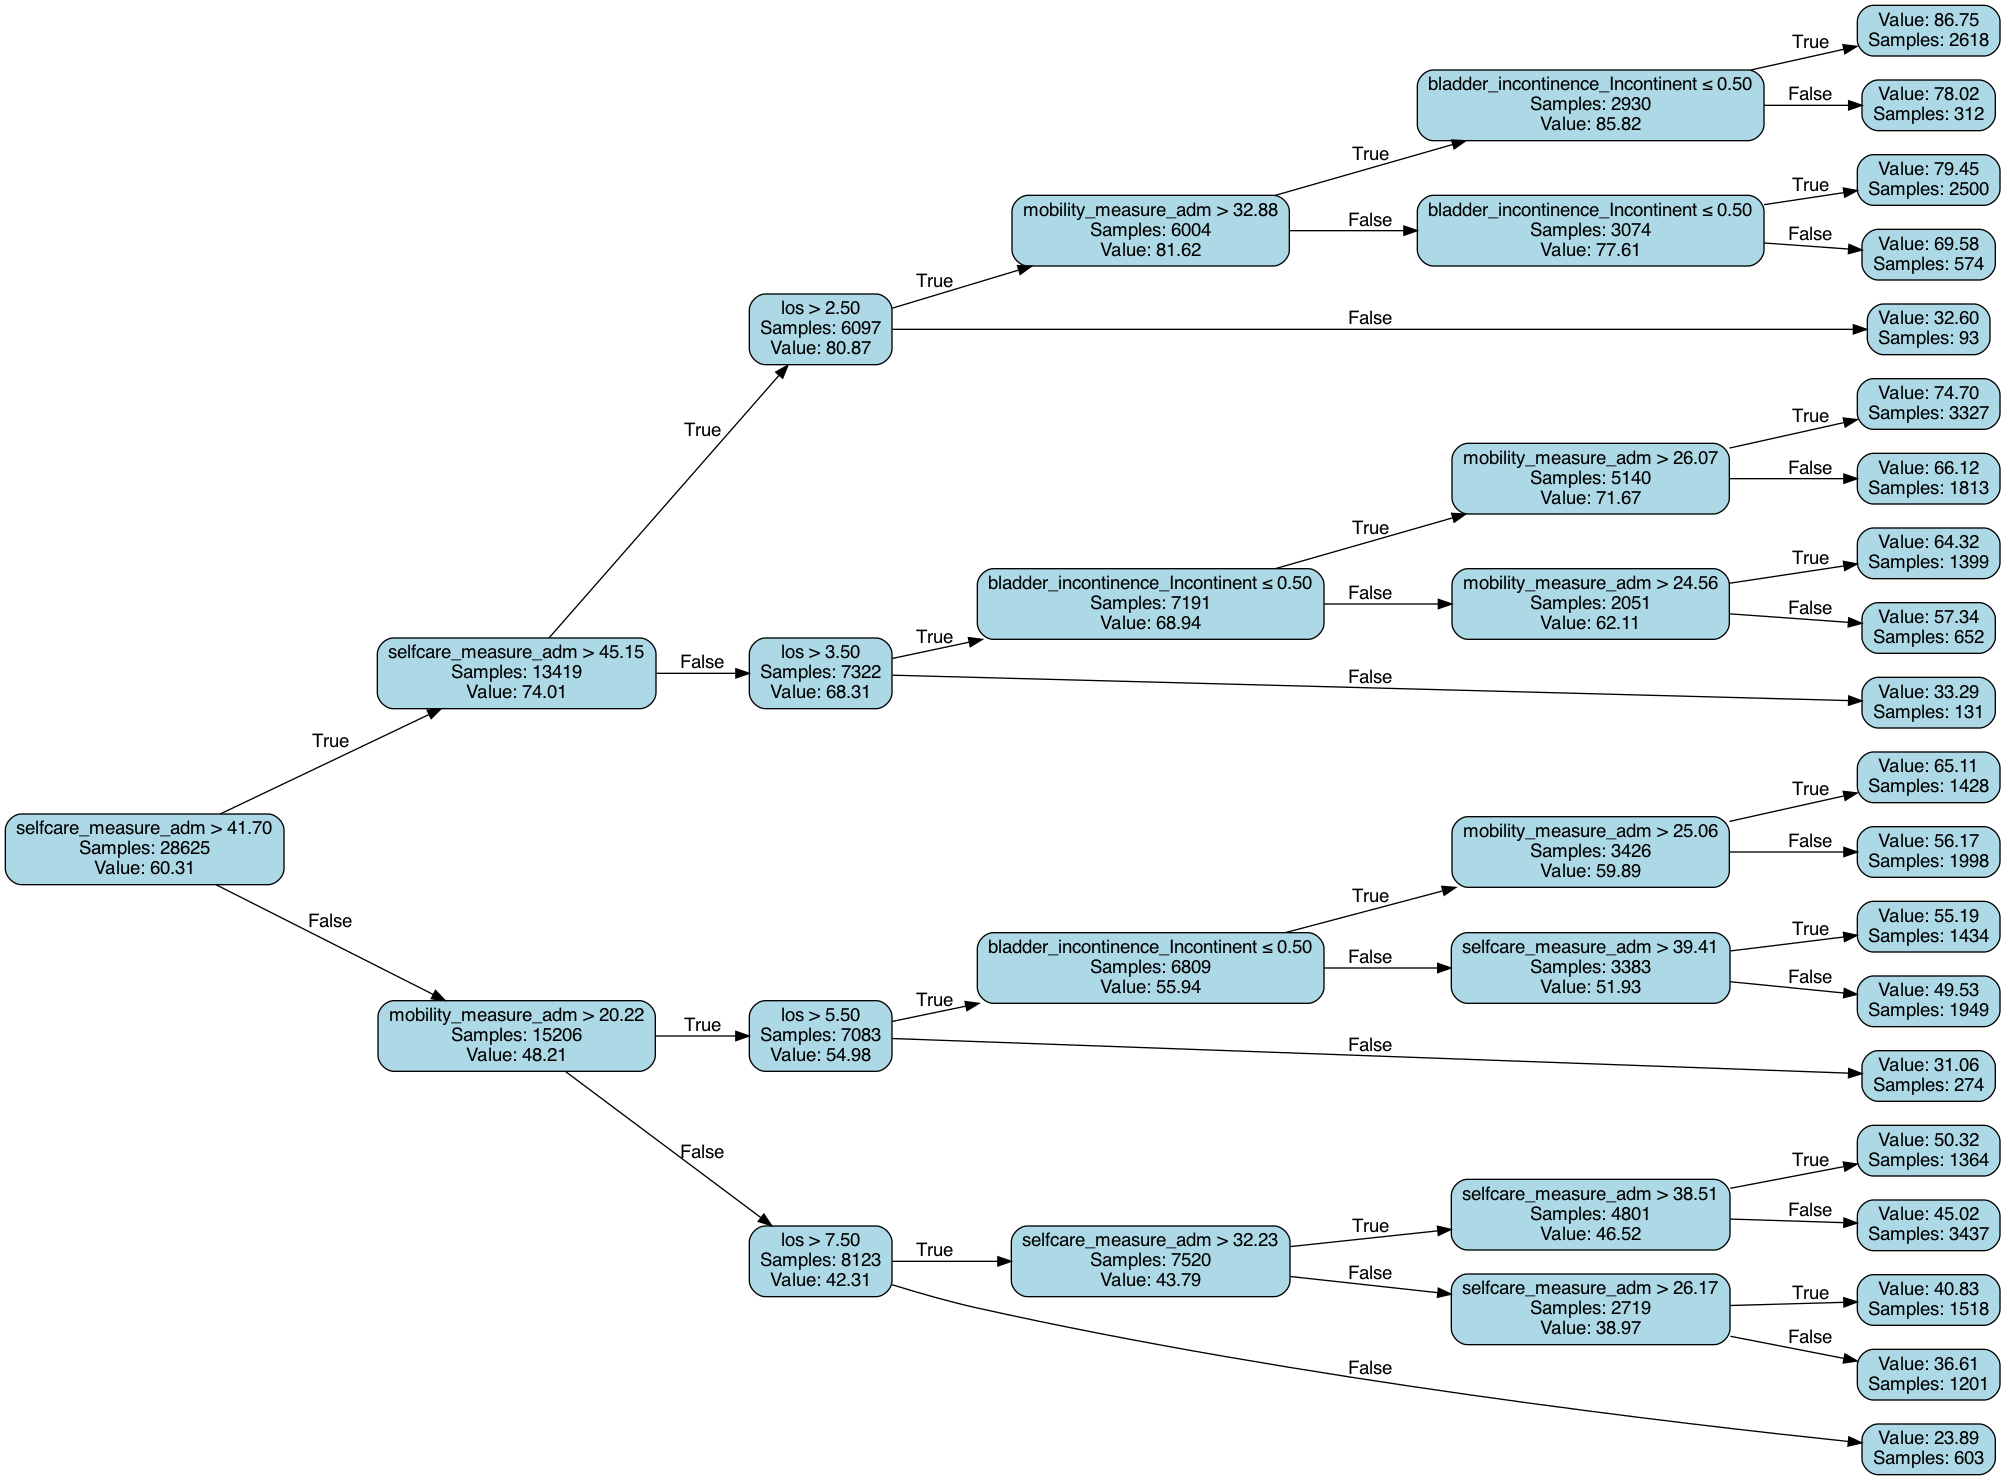 Value: 86.75
Samples: 2618
True
bladder_incontinence_Incontinent ≤ 0.50
Samples: 2930
Value: 85.82
False
Value: 78.02
Samples: 312
True
Value: 79.45
Samples: 2500
True
mobility_measure_adm > 32.88
Samples: 6004
Value: 81.62
False
bladder_incontinence_Incontinent ≤ 0.50
Samples: 3074
Value: 77.61
False
Value: 69.58
Samples: 574
True
los > 2.50
Samples: 6097
Value: 80.87
False
Value: 32.60
Samples: 93
True
Value: 74.70
Samples: 3327
True
mobility_measure_adm > 26.07
Samples: 5140
Value: 71.67
False
Value: 66.12
Samples: 1813
True
Value: 64.32
Samples: 1399
True
bladder_incontinence_Incontinent ≤ 0.50
Samples: 7191
Value: 68.94
False
mobility_measure_adm > 24.56
Samples: 2051
Value: 62.11
False
Value: 57.34
Samples: 652
True
selfcare_measure_adm > 45.15
Samples: 13419
Value: 74.01
False
los > 3.50
Samples: 7322
Value: 68.31
False
Value: 33.29
Samples: 131
True
Value: 65.11
Samples: 1428
True
selfcare_measure_adm > 41.70
Samples: 28625
Value: 60.31
mobility_measure_adm > 25.06
Samples: 3426
Value: 59.89
False
Value: 56.17
Samples: 1998
True
False
Value: 55.19
Samples: 1434
True
bladder_incontinence_Incontinent ≤ 0.50
Samples: 6809
Value: 55.94
False
selfcare_measure_adm > 39.41
Samples: 3383
Value: 51.93
False
Value: 49.53
Samples: 1949
True
mobility_measure_adm > 20.22
Samples: 15206
Value: 48.21
True
los > 5.50
Samples: 7083
Value: 54.98
False
Value: 31.06
Samples: 274
False
Value: 50.32
Samples: 1364
True
selfcare_measure_adm > 38.51
Samples: 4801
Value: 46.52
False
Value: 45.02
Samples: 3437
True
los > 7.50
Samples: 8123
Value: 42.31
True
selfcare_measure_adm > 32.23
Samples: 7520
Value: 43.79
False
selfcare_measure_adm > 26.17
Samples: 2719
Value: 38.97
True
Value: 40.83
Samples: 1518
False
Value: 36.61
Samples: 1201
False
Value: 23.89
Samples: 603